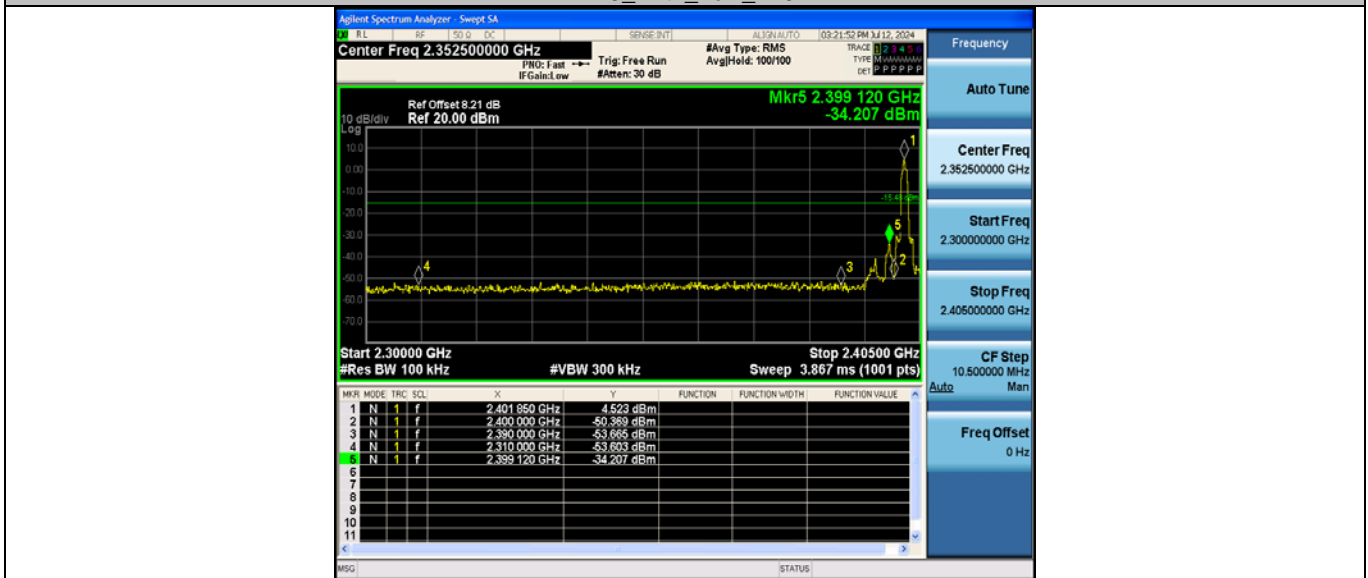 Agilent Spectrum Analyzer - Swept SA
RL RF 50 Ω DC SENSE:INT ALIGN AUTO 03:21:52 PM Jul 12, 2024
Center Freq 2.352500000 GHz
PNO: Fast
IFGain:Low
Trig: Free Run
#Atten: 30 dB
#Avg Type: RMS
Avg|Hold: 100/100
TRACE 1 2 3 4 5 6
TYPE M
DET P P P P P P
Ref Offset 8.21 dB
10 dB/div Ref 20.00 dBm
Log
Mkr5 2.399 120 GHz
-34.207 dBm
10.0
0.00
-10.0
-20.0
-30.0
-40.0
-50.0
-60.0
-70.0
1
5
2
3
4
Start 2.30000 GHz Stop 2.40500 GHz
#Res BW 100 kHz #VBW 300 kHz Sweep 3.867 ms (1001 pts)
MKR MODE TRC SCL X Y FUNCTION FUNCTION WIDTH FUNCTION VALUE
1 N 1 f 2.401 850 GHz 4.523 dBm
2 N 1 f 2.400 000 GHz -50.369 dBm
3 N 1 f 2.390 000 GHz -53.665 dBm
4 N 1 f 2.310 000 GHz -53.603 dBm
5 N 1 f 2.399 120 GHz -34.207 dBm
6
7
8
9
10
11
MSG STATUS
Frequency
Auto Tune
Center Freq
2.352500000 GHz
Start Freq
2.300000000 GHz
Stop Freq
2.405000000 GHz
CF Step
10.500000 MHz
Auto Man
Freq Offset
0 Hz